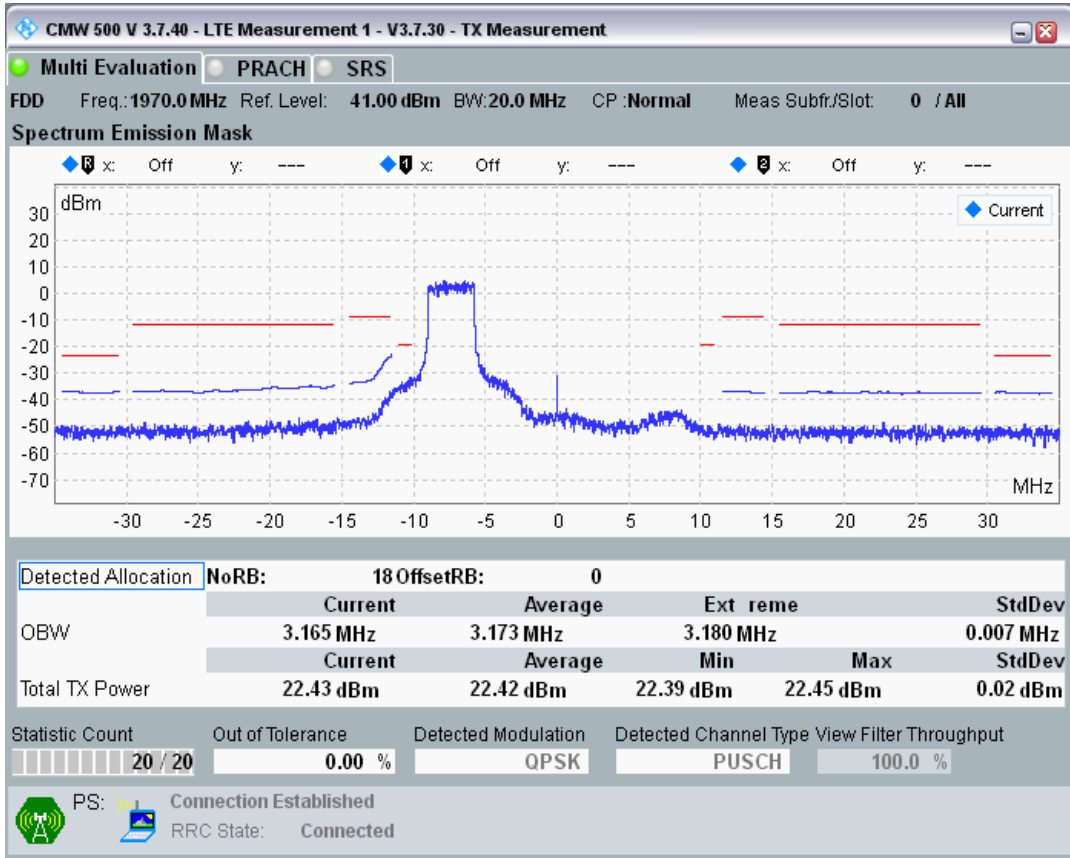 CMW 500 V 3.7.40 - LTE Measurement 1 - V3.7.30 - TX Measurement
Multi Evaluation PRACH SRS
FDD Freq.: 1970.0 MHz Ref. Level: 41.00 dBm BW: 20.0 MHz CP : Normal Meas Subfr./Slot: 0 / All
Spectrum Emission Mask
R x: Off y: --- 1 x: Off y: --- 2 x: Off y: ---
dBm
Current
30
20
10
0
-10
-20
-30
-40
-50
-60
-70
MHz
-30 -25 -20 -15 -10 -5 0 5 10 15 20 25 30
Detected Allocation NoRB: 18 OffsetRB: 0
Current Average Ext reme StdDev
OBW 3.165 MHz 3.173 MHz 3.180 MHz 0.007 MHz
Current Average Min Max StdDev
Total TX Power 22.43 dBm 22.42 dBm 22.39 dBm 22.45 dBm 0.02 dBm
Statistic Count Out of Tolerance Detected Modulation Detected Channel Type View Filter Throughput
20 / 20 0.00 % QPSK PUSCH 100.0 %
PS: Connection Established
RRC State: Connected